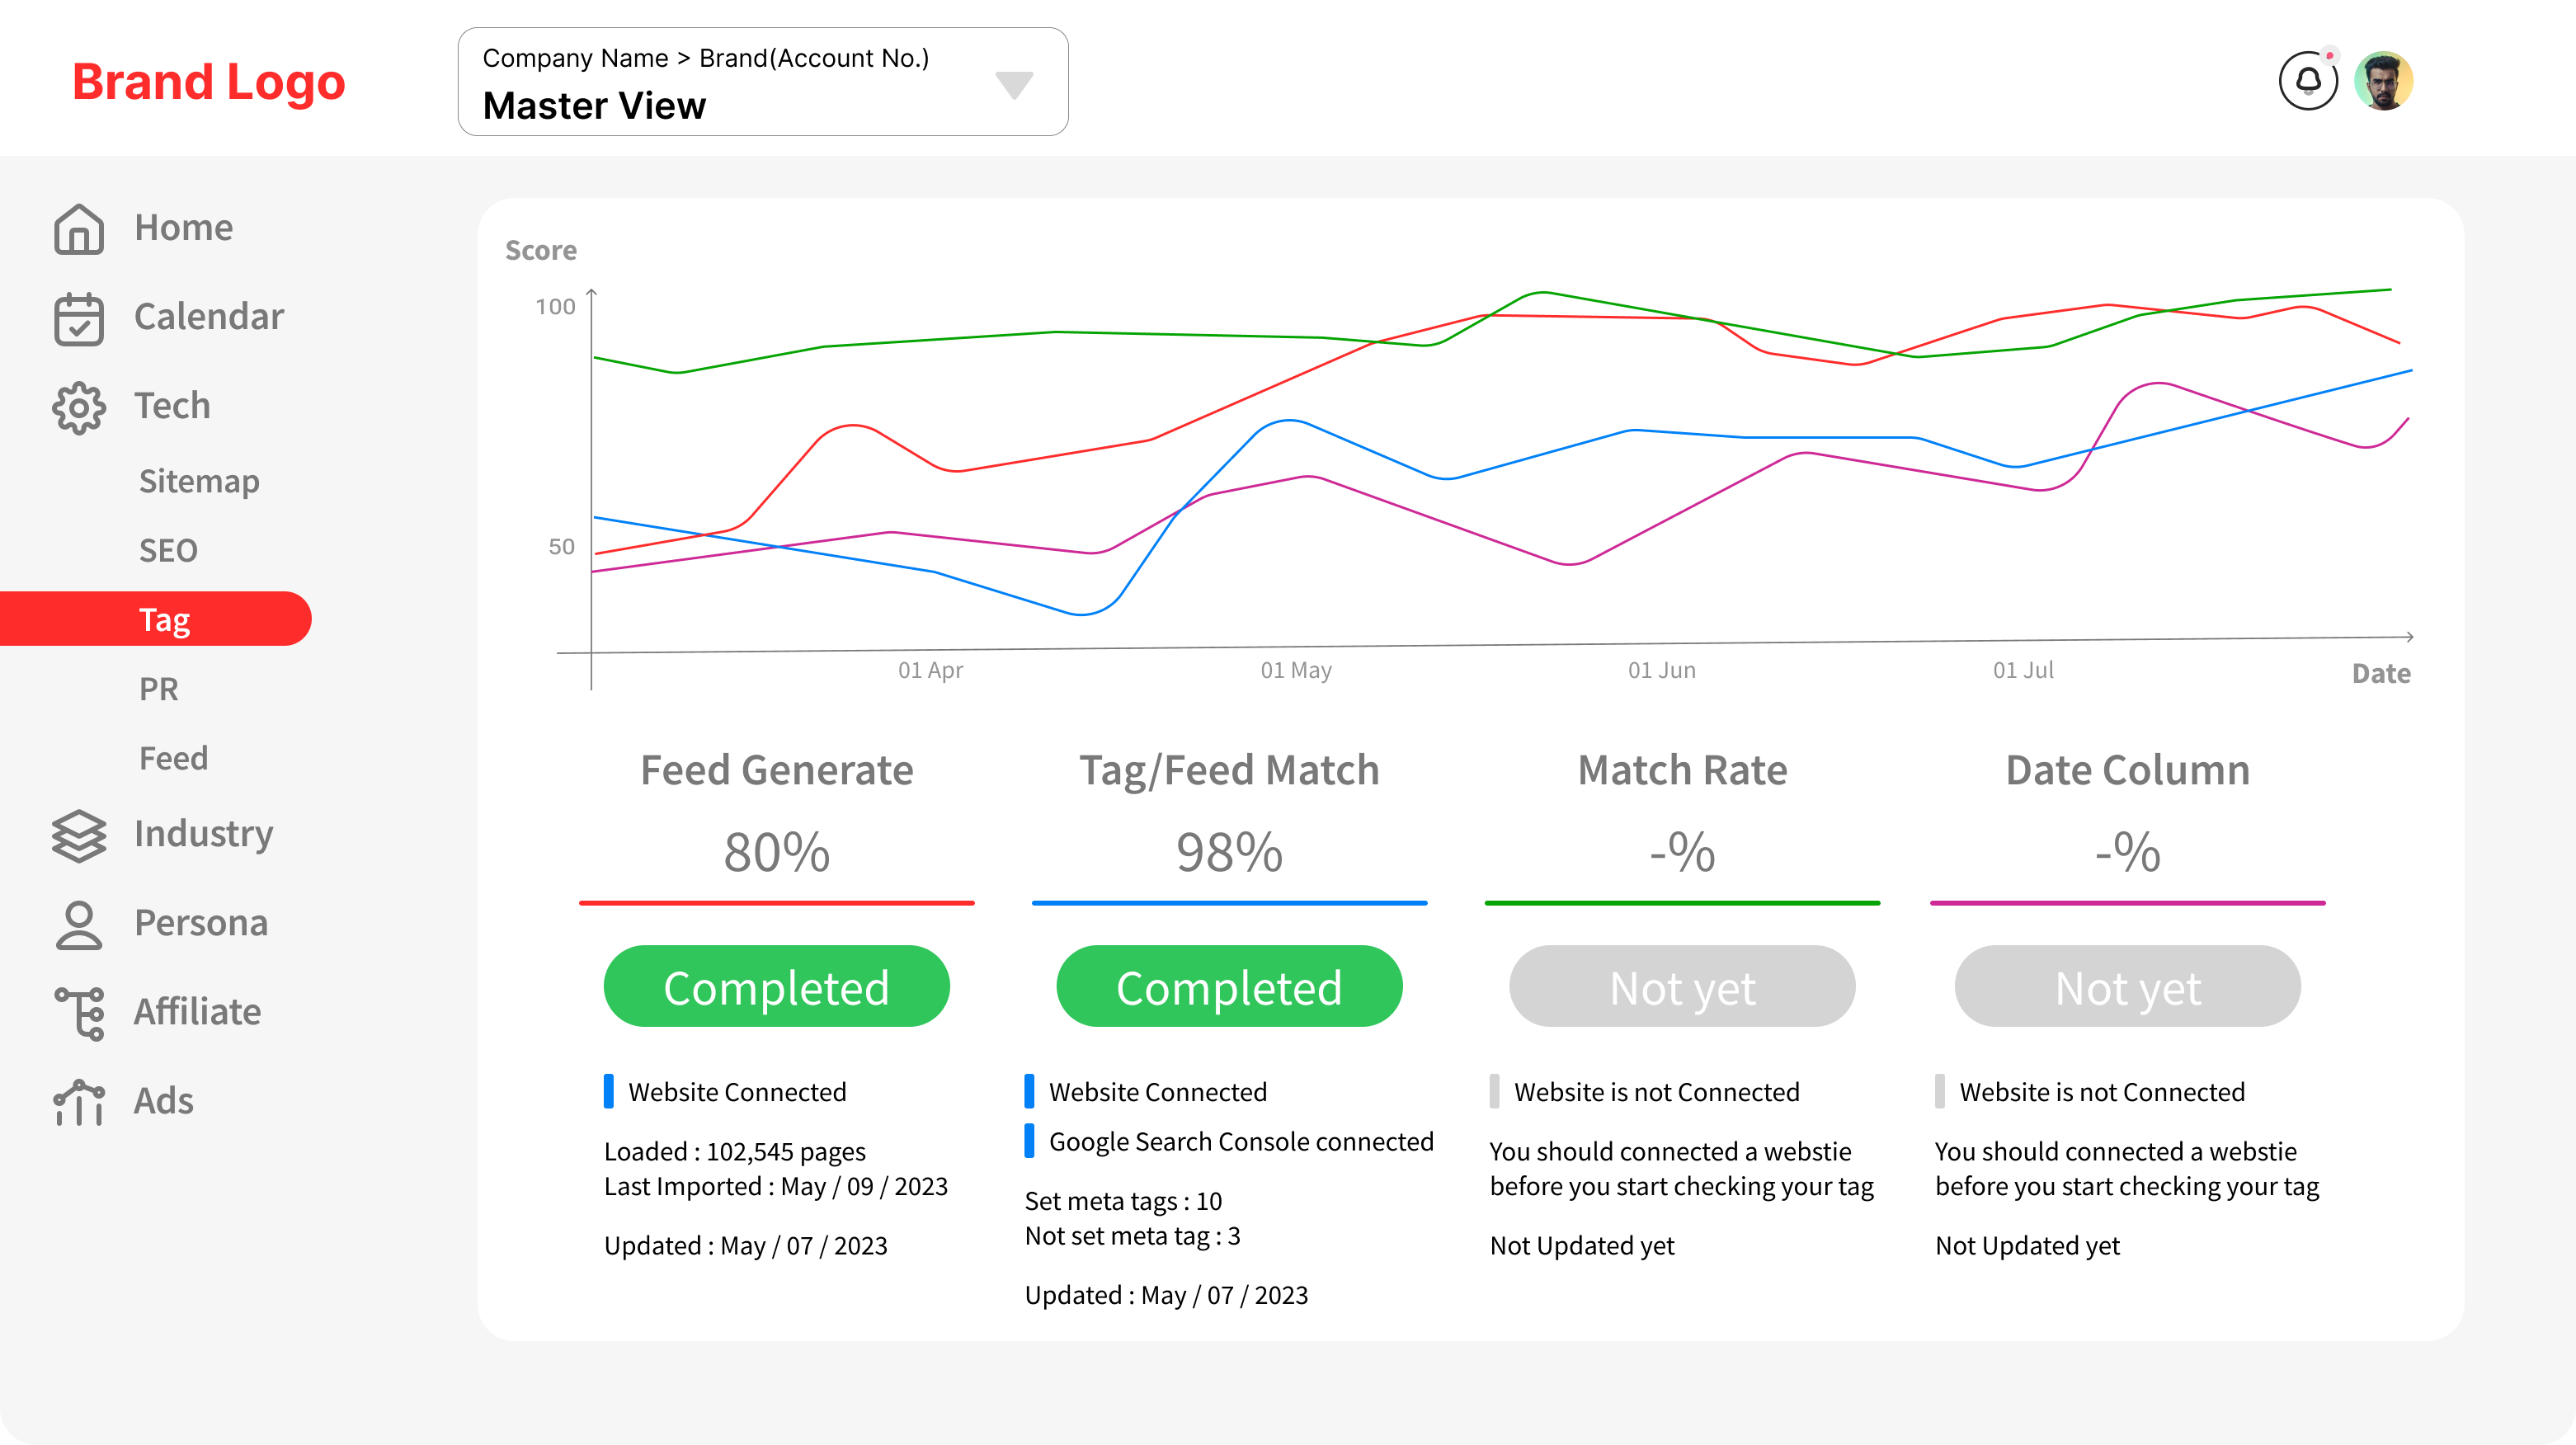 Brand Logo
Company Name > Brand(Account No.)
Master View
Home
Calendar
Tech
Sitemap
SEO
Tag
PR
Feed
Industry
Persona
Affiliate
Ads
Score
100
50
01 Apr
01 May
01 Jun
01 Jul
Date
Feed Generate
80%
Completed
Website Connected
Loaded : 102,545 pages
Last Imported : May / 09 / 2023
Updated : May / 07 / 2023
Tag/Feed Match
98%
Completed
Website Connected
Google Search Console connected
Set meta tags : 10
Not set meta tag : 3
Updated : May / 07 / 2023
Match Rate
-%
Not yet
Website is not Connected
You should connected a webstie
before you start checking your tag
Not Updated yet
Date Column
-%
Not yet
Website is not Connected
You should connected a webstie
before you start checking your tag
Not Updated yet